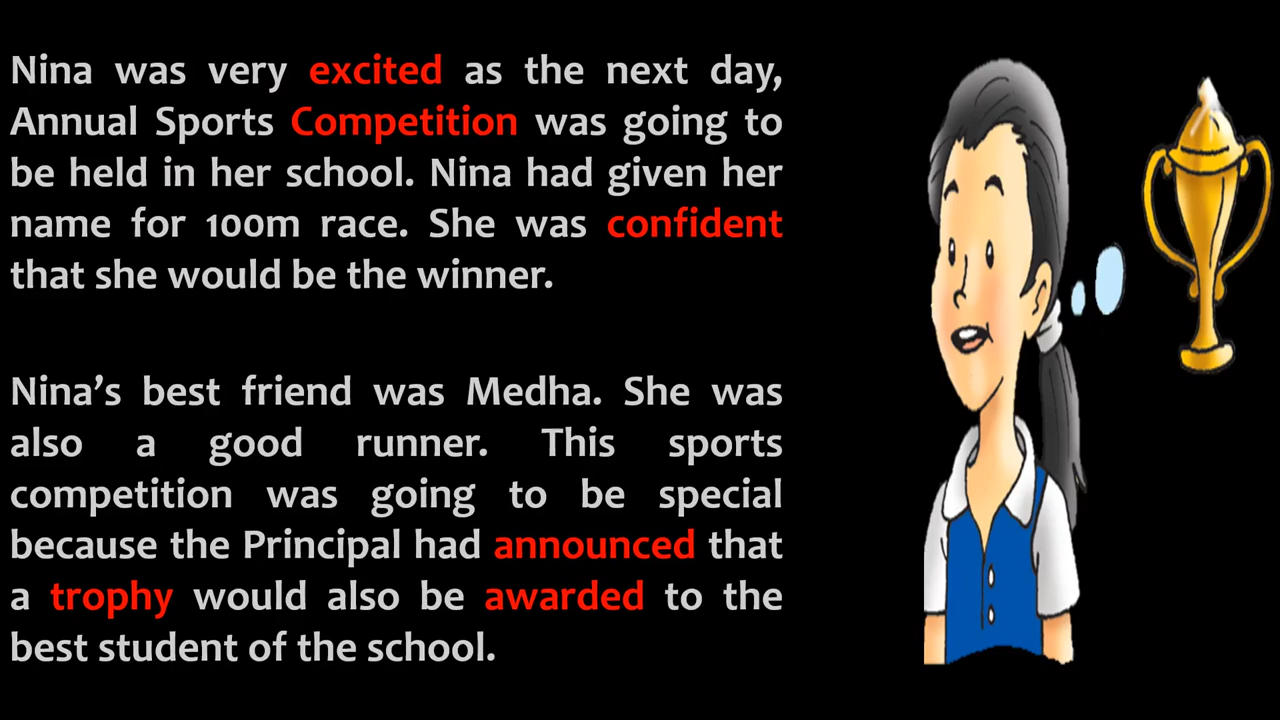 Nina was very excited as the next day,
Annual Sports Competition was going to
be held in her school. Nina had given her
name for 100m race. She was confident
that she would be the winner.
Nina’s best friend was Medha. She was
also a good runner. This sports
competition was going to be special
because the Principal had announced that
a trophy would also be awarded to the
best student of the school.